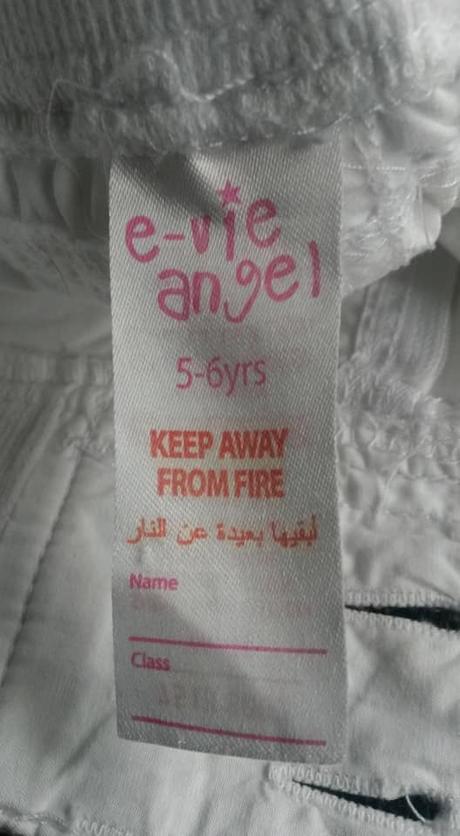 e-vie
angel
5-6yrs
KEEP AWAY
FROM FIRE
أبقيها بعيدة عن النار
Name
Class